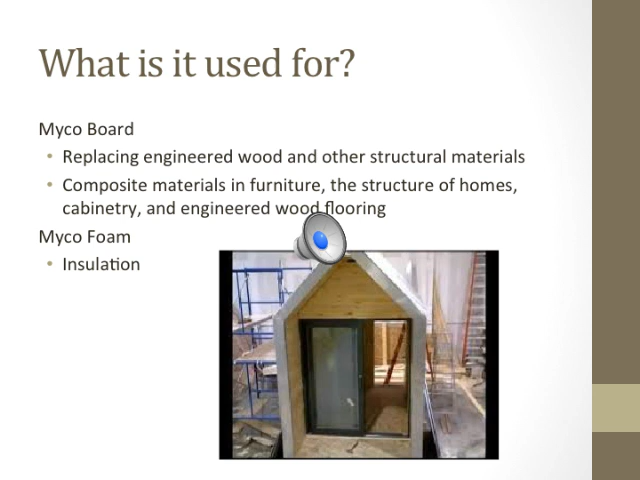 What is it used for?
Myco Board
• Replacing engineered wood and other structural materials
• Composite materials in furniture, the structure of homes,
cabinetry, and engineered wood flooring
Myco Foam
• Insulation